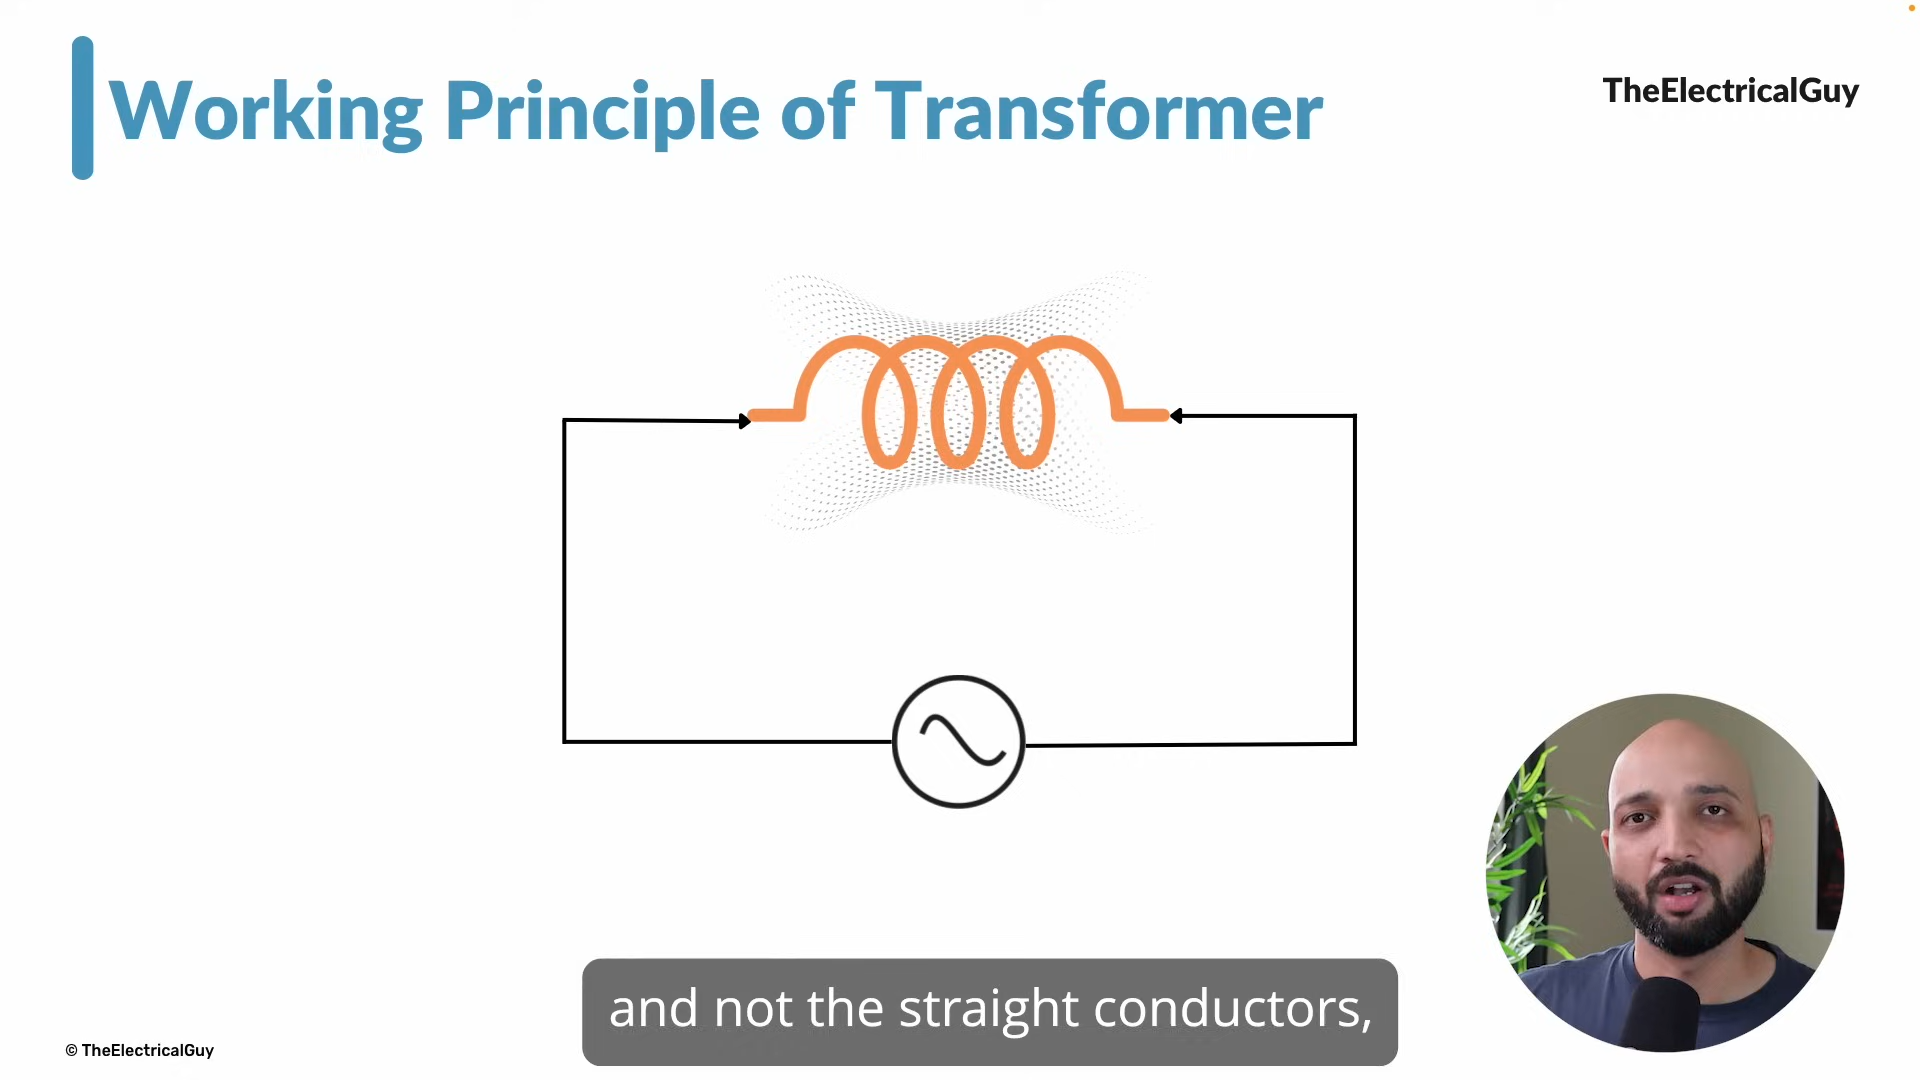 Working Principle of Transformer
TheElectricalGuy
and not the straight conductors,
© TheElectricalGuy